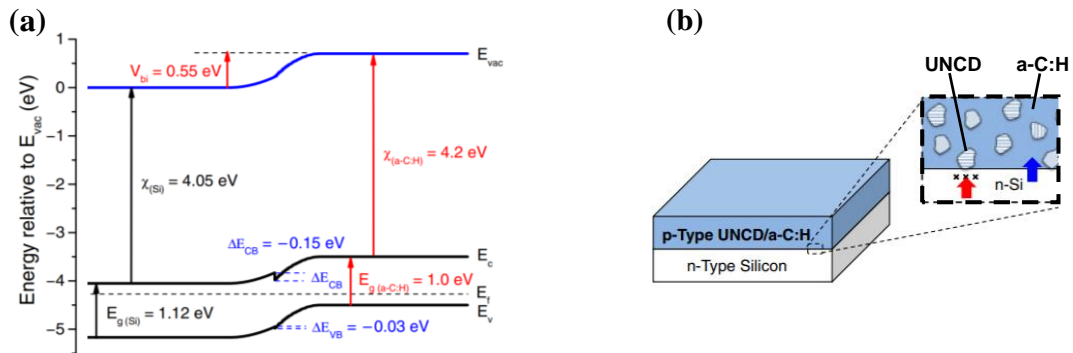 (a)
(b)
1
0
-1
-2
-3
-4
-5
Energy relative to E_vac (eV)
V_bi = 0.55 eV
E_vac
χ_(Si) = 4.05 eV
χ_(a-C:H) = 4.2 eV
ΔE_CB = −0.15 eV
ΔE_CB
E_c
E_g (a-C:H) = 1.0 eV
E_f
E_v
E_g (Si) = 1.12 eV
ΔE_VB = −0.03 eV
UNCD
a-C:H
n-Si
p-Type UNCD/a-C:H
n-Type Silicon